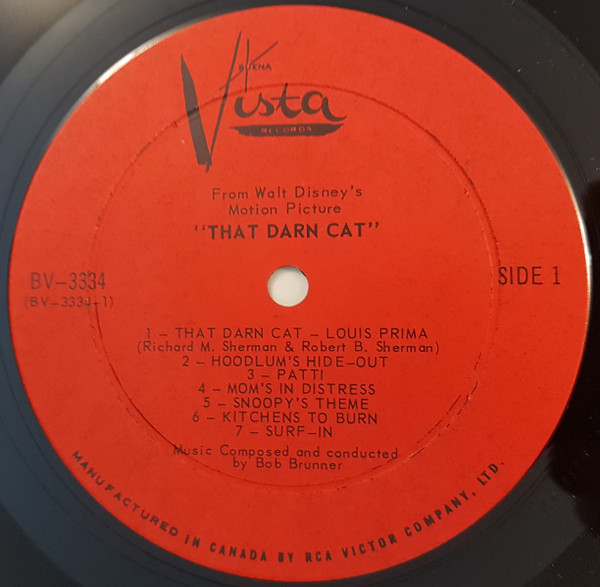 BUENA
Vista
RECORDS
From Walt Disney's
Motion Picture
"THAT DARN CAT"
BV-3334
(BV-3334-1)
SIDE 1
1 - THAT DARN CAT - LOUIS PRIMA
(Richard M. Sherman & Robert B. Sherman)
2 - HOODLUM'S HIDE-OUT
3 - PATTI
4 - MOM'S IN DISTRESS
5 - SNOOPY'S THEME
6 - KITCHENS TO BURN
7 - SURF-IN
Music Composed and conducted
by Bob Brunner
MANUFACTURED IN CANADA BY RCA VICTOR COMPANY, LTD.